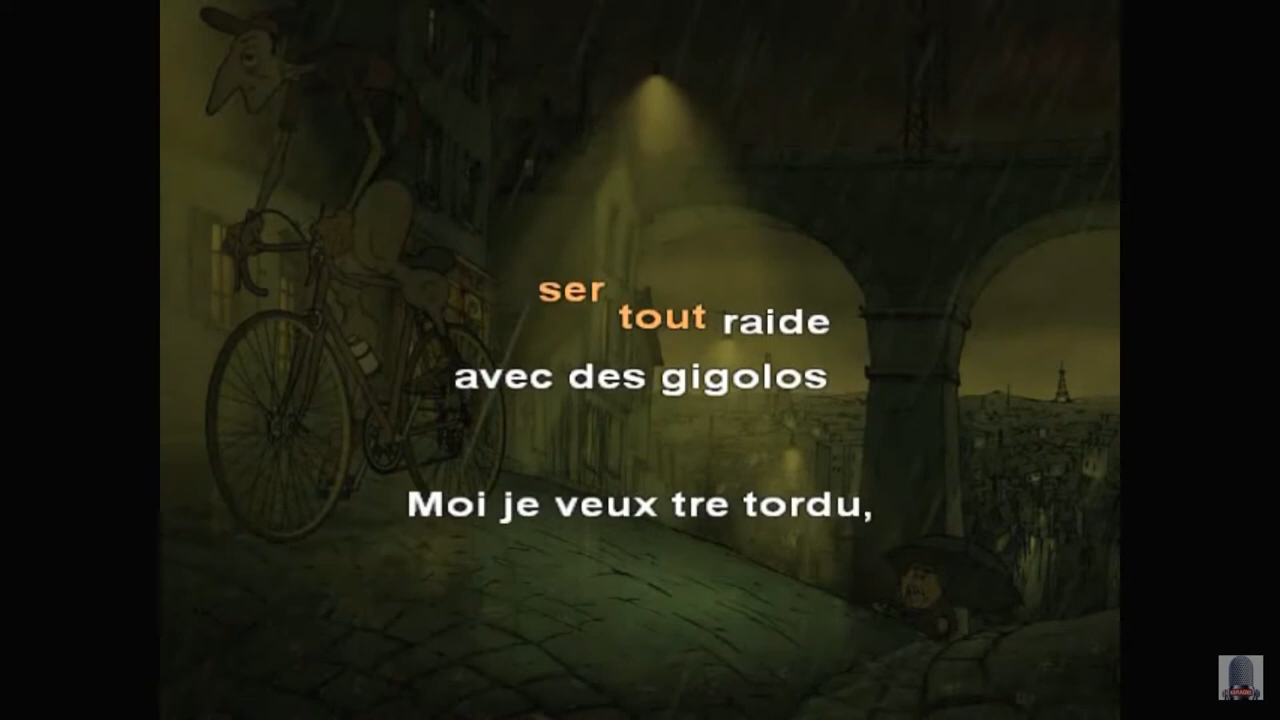 ser tout raide
avec des gigolos
Moi je veux tre tordu,